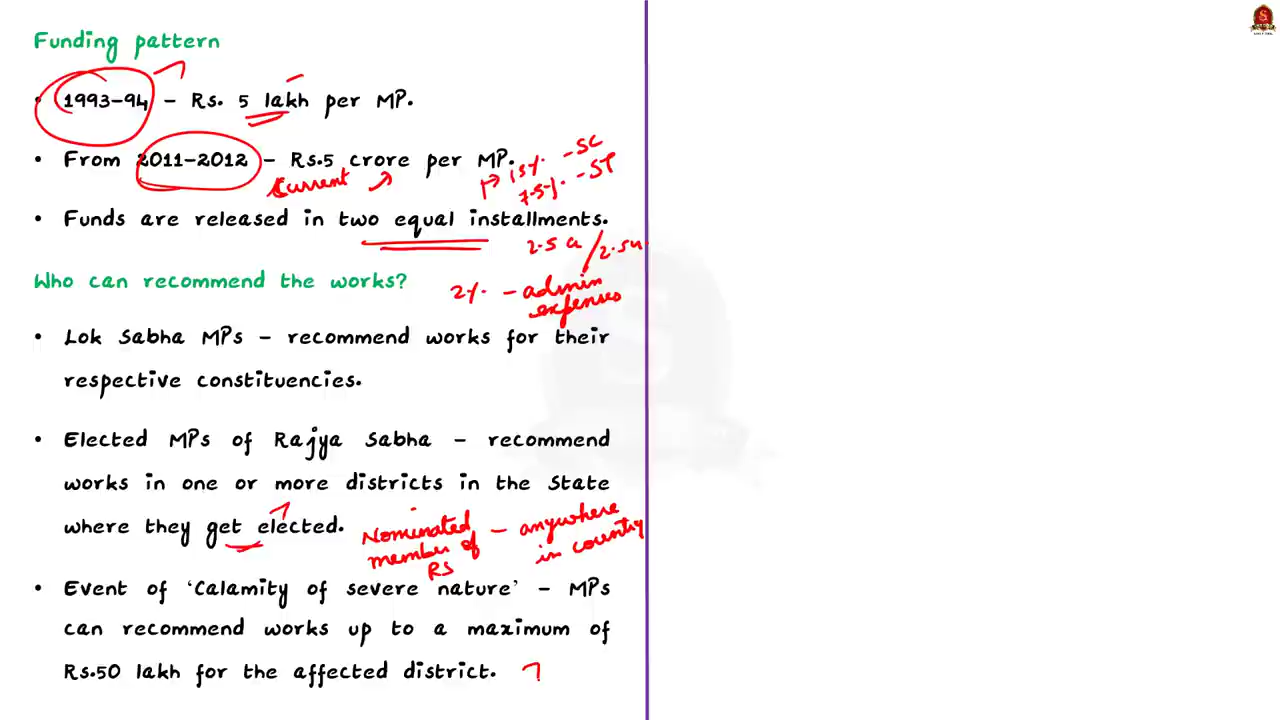 Funding pattern
• 1993-94 - Rs. 5 lakh per MP.
• From 2011-2012 - Rs.5 crore per MP.
Current
15% - SC
7.5% - ST
• Funds are released in two equal installments.
2.5 cr / 2.5 cr
2% - admin
expenses
Who can recommend the works?
• Lok Sabha MPs - recommend works for their
respective constituencies.
• Elected MPs of Rajya Sabha - recommend
works in one or more districts in the State
where they get elected.
Nominated - anywhere
member of in country
RS
• Event of 'Calamity of severe nature' - MPs
can recommend works up to a maximum of
Rs.50 lakh for the affected district.